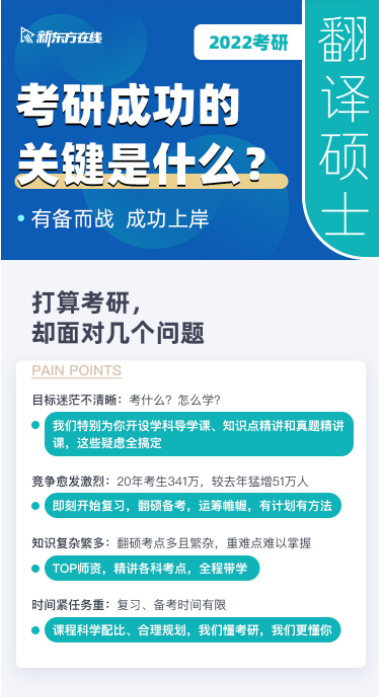 新东方在线
2022考研
翻译硕士
考研成功的
关键是什么?
有备而战 成功上岸
打算考研，
却面对几个问题
PAIN POINTS
目标迷茫不清晰：考什么？怎么学？
我们特别为你开设学科导学课、知识点精讲和真题精讲
课，这些疑虑全搞定
竞争愈发激烈：20年考生341万，较去年猛增51万人
即刻开始复习，翻硕备考，运筹帷幄，有计划有方法
知识复杂繁多：翻硕考点多且繁杂，重难点难以掌握
TOP师资，精讲各科考点，全程带学
时间紧任务重：复习、备考时间有限
课程科学配比、合理规划，我们懂考研，我们更懂你